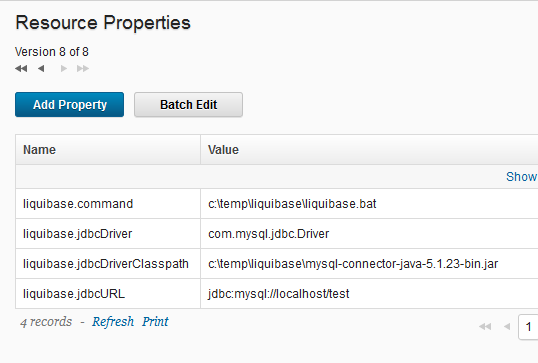 Resource Properties
Version 8 of 8
Add Property Batch Edit
Name Value
Show
liquibase.command c:\temp\liquibase\liquibase.bat
liquibase.jdbcDriver com.mysql.jdbc.Driver
liquibase.jdbcDriverClasspath c:\temp\liquibase\mysql-connector-java-5.1.23-bin.jar
liquibase.jdbcURL jdbc:mysql://localhost/test
4 records - Refresh Print
1